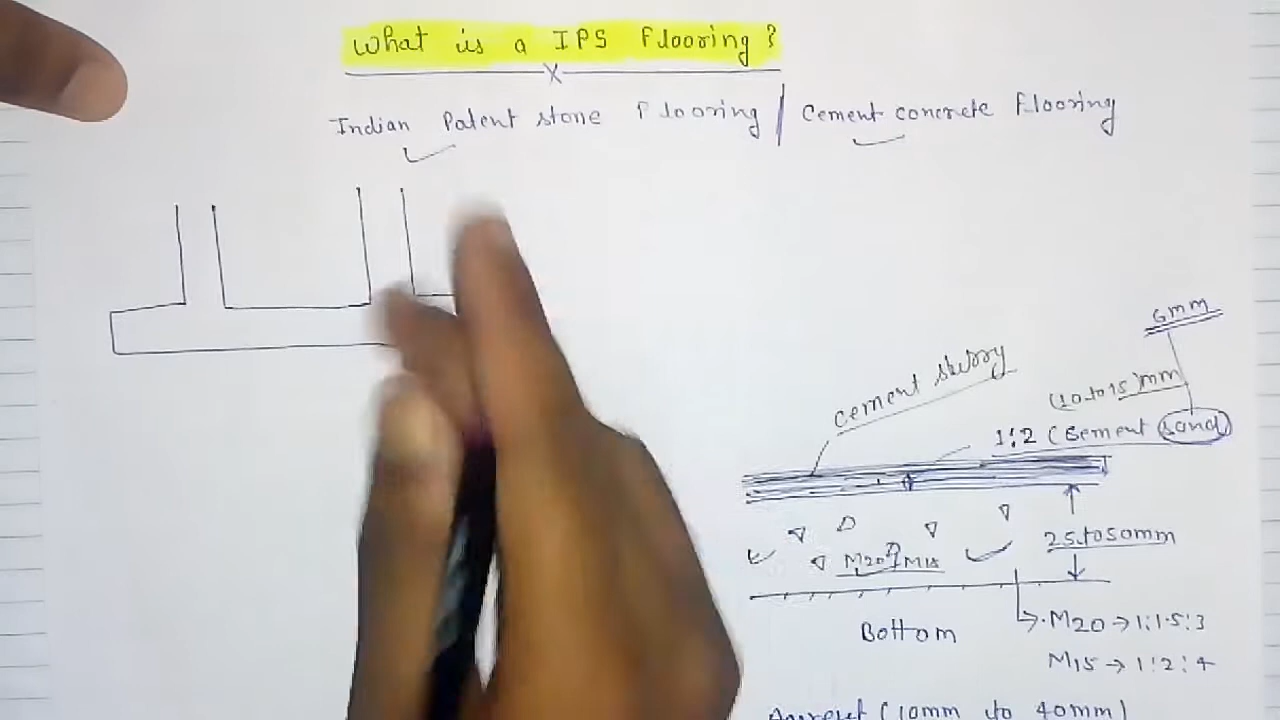 What is a IPS Flooring?
Indian Patent stone Flooring / Cement concrete Flooring
6mm
cement slurry
(10 to 15) mm
1:2 (Cement Sand)
25 to 50mm
M20 / M15
Bottom
M20 → 1:1.5:3
M15 → 1:2:4
(10mm to 40mm)